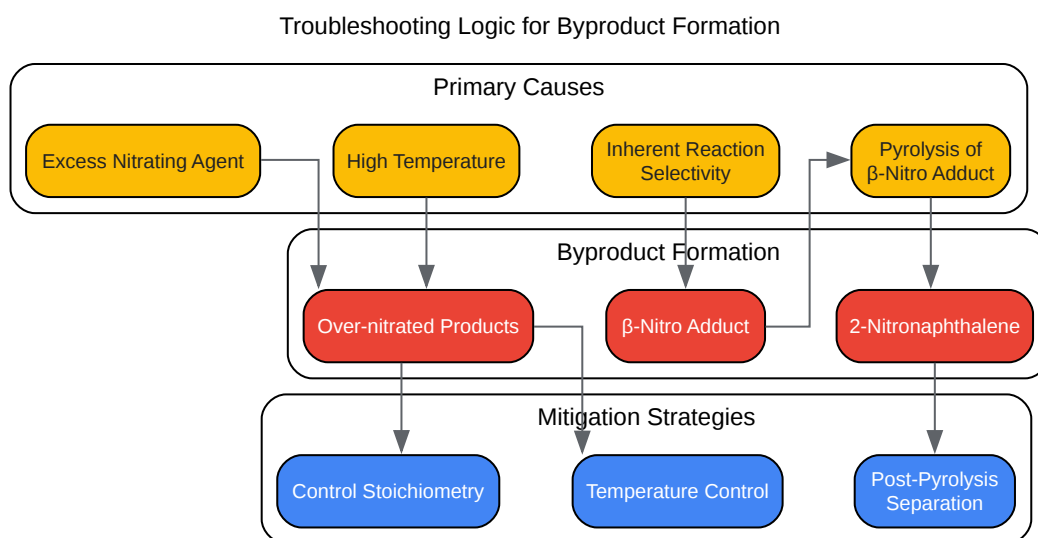 Troubleshooting Logic for Byproduct Formation
Primary Causes
Excess Nitrating Agent
High Temperature
Inherent Reaction
Selectivity
Pyrolysis of
β-Nitro Adduct
Byproduct Formation
Over-nitrated Products
β-Nitro Adduct
2-Nitronaphthalene
Mitigation Strategies
Control Stoichiometry
Temperature Control
Post-Pyrolysis
Separation